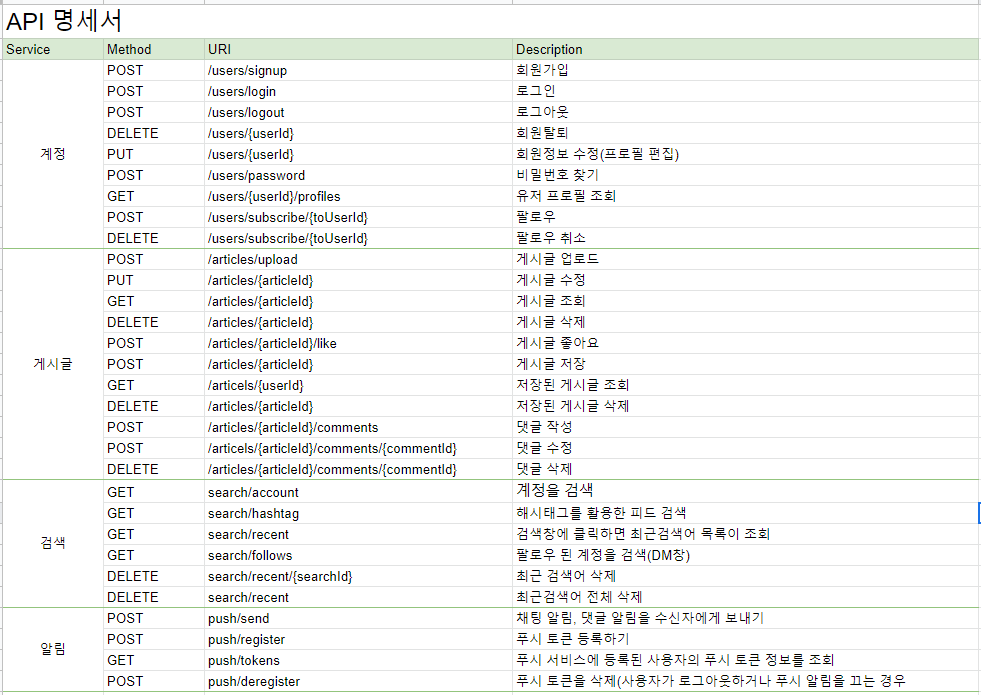 API 명세서
Service Method URI Description
계정
POST /users/signup 회원가입
POST /users/login 로그인
POST /users/logout 로그아웃
DELETE /users/{userId} 회원탈퇴
PUT /users/{userId} 회원정보 수정(프로필 편집)
POST /users/password 비밀번호 찾기
GET /users/{userId}/profiles 유저 프로필 조회
POST /users/subscribe/{toUserId} 팔로우
DELETE /users/subscribe/{toUserId} 팔로우 취소
게시글
POST /articles/upload 게시글 업로드
PUT /articles/{articleId} 게시글 수정
GET /articles/{articleId} 게시글 조회
DELETE /articles/{articleId} 게시글 삭제
POST /articles/{articleId}/like 게시글 좋아요
POST /articles/{articleId} 게시글 저장
GET /articels/{userId} 저장된 게시글 조회
DELETE /articles/{articleId} 저장된 게시글 삭제
POST /articles/{articleId}/comments 댓글 작성
POST /articels/{articleId}/comments/{commentId} 댓글 수정
DELETE /articles/{articleId}/comments/{commentId} 댓글 삭제
검색
GET search/account 계정을 검색
GET search/hashtag 해시태그를 활용한 피드 검색
GET search/recent 검색창에 클릭하면 최근검색어 목록이 조회
GET search/follows 팔로우 된 계정을 검색(DM창)
DELETE search/recent/{searchId} 최근 검색어 삭제
DELETE search/recent 최근검색어 전체 삭제
알림
POST push/send 채팅 알림, 댓글 알림을 수신자에게 보내기
POST push/register 푸시 토큰 등록하기
GET push/tokens 푸시 서비스에 등록된 사용자의 푸시 토큰 정보를 조회
POST push/deregister 푸시 토큰을 삭제(사용자가 로그아웃하거나 푸시 알림을 끄는 경우